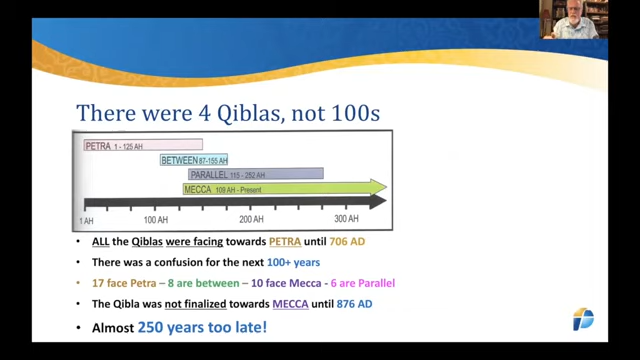 There were 4 Qiblas, not 100s
PETRA 1 - 125 AH
BETWEEN 87-155 AH
PARALLEL 115 - 252 AH
MECCA 109 AH - Present
1 AH 100 AH 200 AH 300 AH
• ALL the Qiblas were facing towards PETRA until 706 AD
• There was a confusion for the next 100+ years
• 17 face Petra – 8 are between – 10 face Mecca - 6 are Parallel
• The Qibla was not finalized towards MECCA until 876 AD
• Almost 250 years too late!